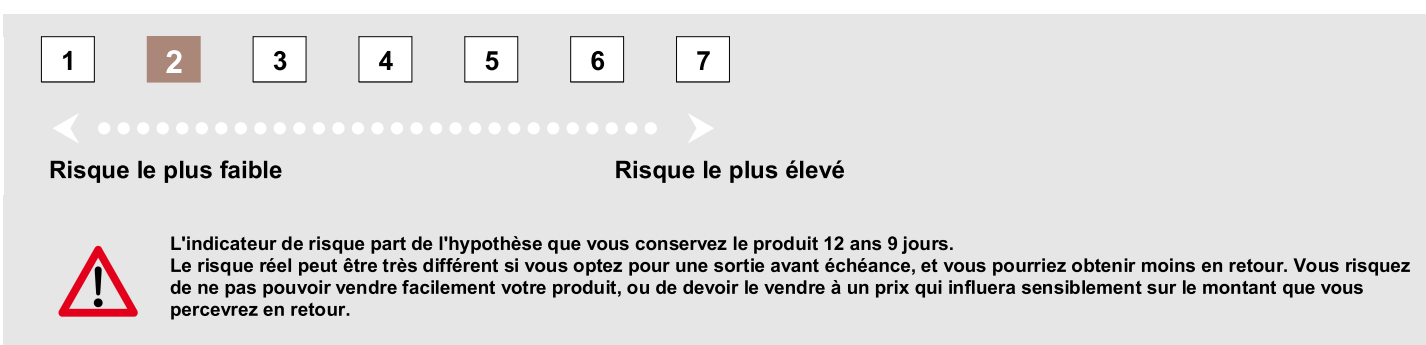 1 2 3 4 5 6 7
Risque le plus faible Risque le plus élevé
L'indicateur de risque part de l'hypothèse que vous conservez le produit 12 ans 9 jours.
Le risque réel peut être très différent si vous optez pour une sortie avant échéance, et vous pourriez obtenir moins en retour. Vous risquez
de ne pas pouvoir vendre facilement votre produit, ou de devoir le vendre à un prix qui influera sensiblement sur le montant que vous
percevrez en retour.